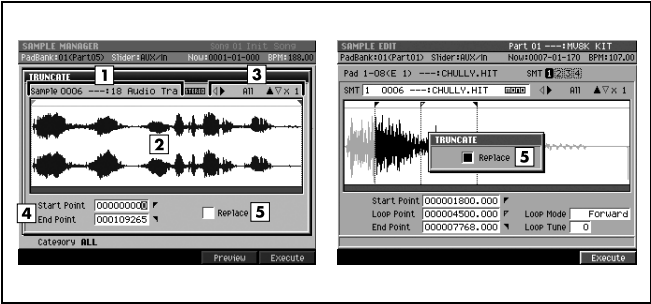 SAMPLE MANAGER Song 01 Init Song
PadBank:01(Part05) Slider:AUX/In Now:0001-01-000 BPM:188.00
TRUNCATE
1
3
Sample 0006 ---:18 Audio Tra STEREO All x 1
2
4
Start Point 000000000
End Point 000109265
Replace 5
Category ALL
Preview Execute
SAMPLE EDIT Part 01 ---:MV8K KIT
PadBank:01(Part01) Slider:AUX/In Now:0007-01-170 BPM:107.00
Pad 1-08(E 1) ---:CHULLY.HIT SMT 1 2 3 4
SMT 1 0006 ---:CHULLY.HIT MONO All x 1
TRUNCATE
Replace 5
Start Point 000001800.000
Loop Point 000004500.000 Loop Mode Forward
End Point 000007768.000 Loop Tune 0
Execute